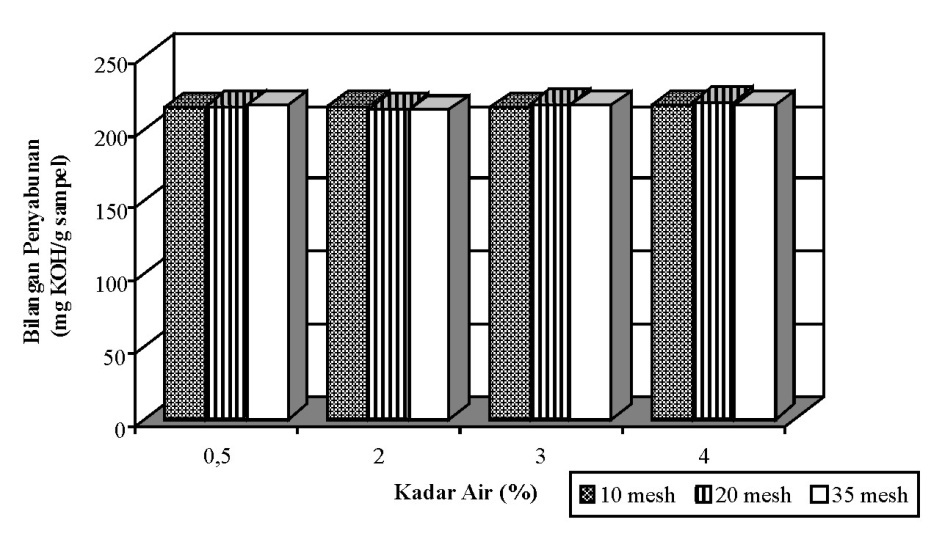 Bilangan Penyabunan
(mg KOH/g sampel)
250
200
150
100
50
0
0,5 2 3 4
Kadar Air (%)
10 mesh 20 mesh 35 mesh